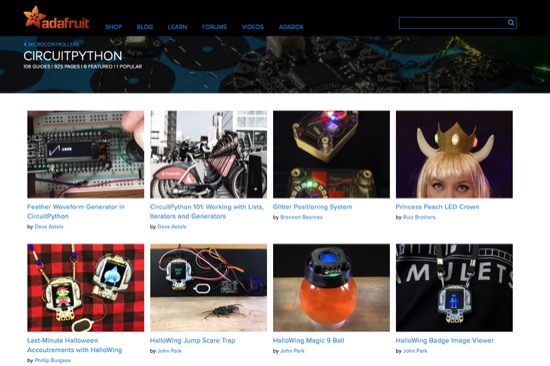 adafruit
SHOP BLOG LEARN FORUMS VIDEOS ADABOX
MICROCONTROLLERS
CIRCUITPYTHON
108 GUIDES | 925 PAGES | 6 FEATURED | 1 POPULAR
Feather Waveform Generator in
CircuitPython
by Dave Astels
CircuitPython 101: Working with Lists,
Iterators and Generators
by Dave Astels
Glitter Positioning System
by Brennen Bearnes
Princess Peach LED Crown
by Ruiz Brothers
AMULETS
Last-Minute Halloween
Accoutrements with HalloWing
by Phillip Burgess
HalloWing Jump Scare Trap
by John Park
HalloWing Magic 9 Ball
by John Park
HalloWing Badge Image Viewer
by John Park